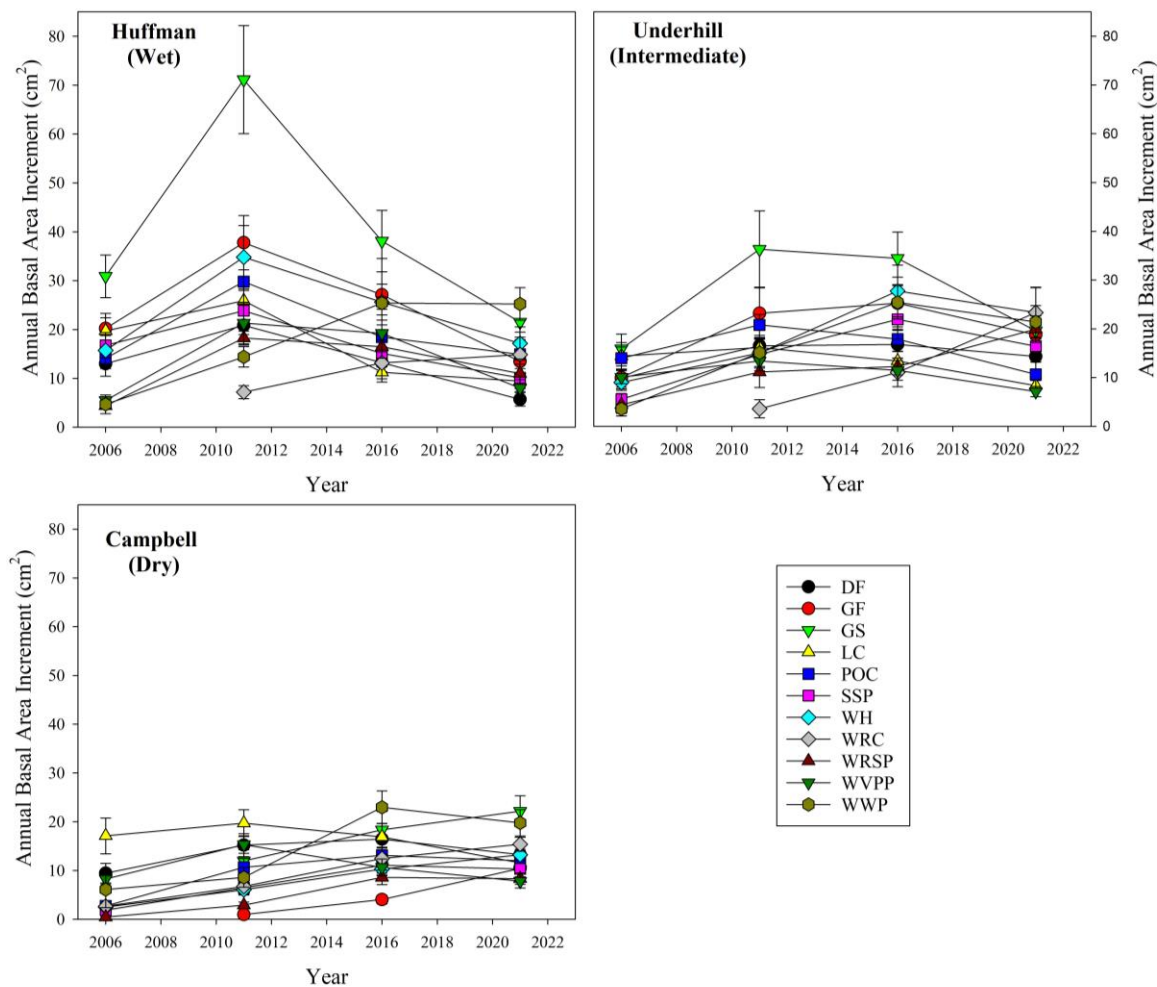 Huffman
(Wet)
Annual Basal Area Increment (cm²)
80
70
60
50
40
30
20
10
0
2006 2008 2010 2012 2014 2016 2018 2020 2022
Year
Underhill
(Intermediate)
Annual Basal Area Increment (cm²)
80
70
60
50
40
30
20
10
0
2006 2008 2010 2012 2014 2016 2018 2020 2022
Year
Campbell
(Dry)
Annual Basal Area Increment (cm²)
80
70
60
50
40
30
20
10
0
2006 2008 2010 2012 2014 2016 2018 2020 2022
Year
DF
GF
GS
LC
POC
SSP
WH
WRC
WRSP
WVPP
WWP